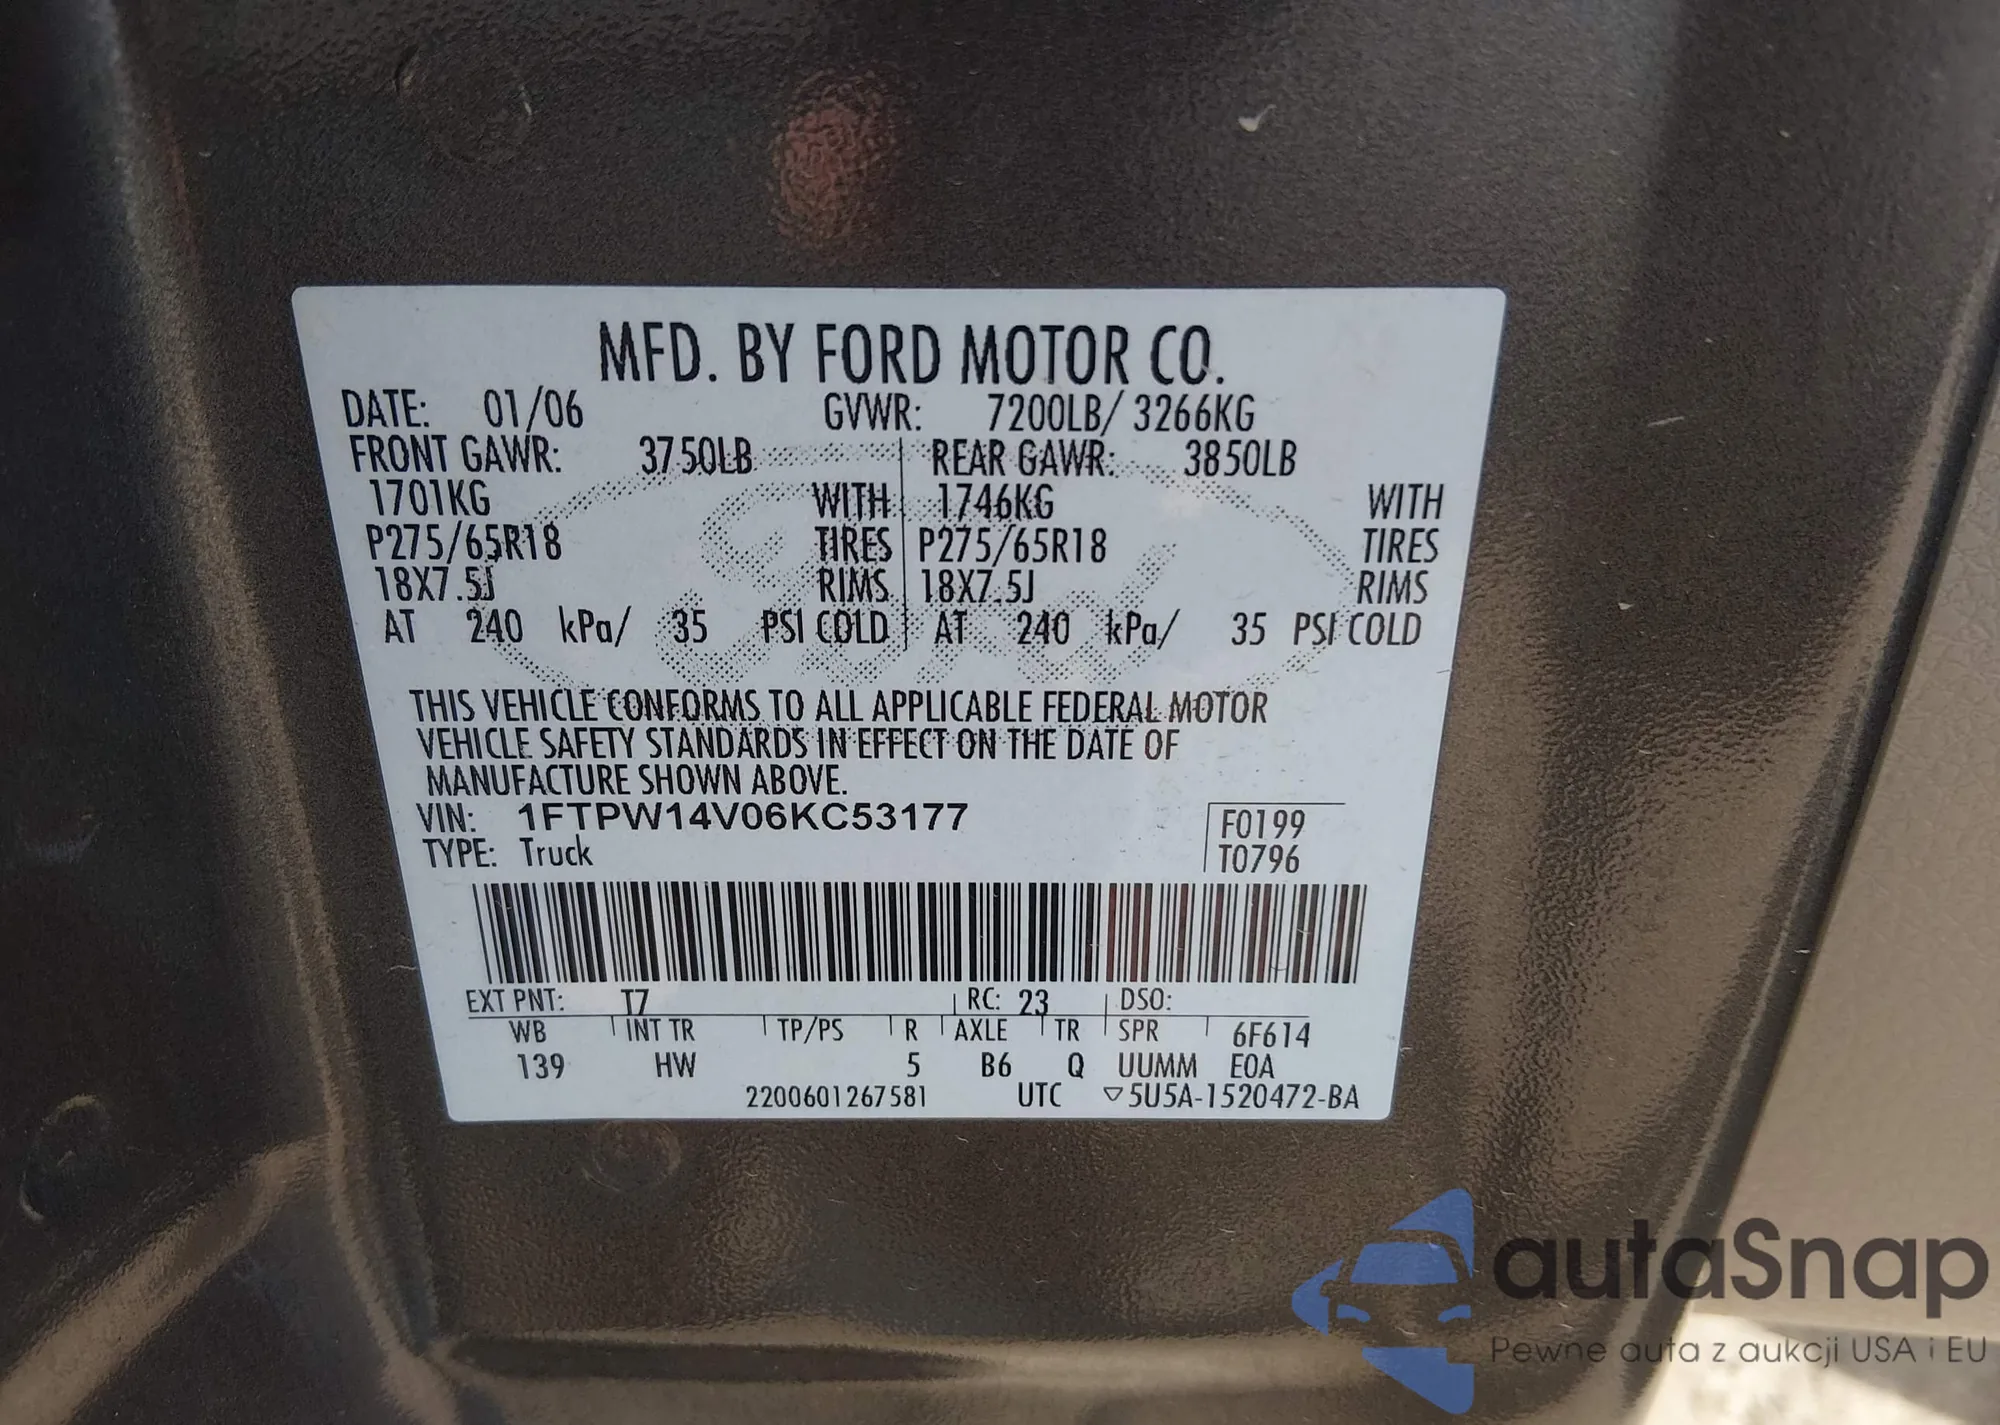 MFD. BY FORD MOTOR CO.
DATE: 01/06 GVWR: 7200LB/ 3266KG
FRONT GAWR: 3750LB REAR GAWR: 3850LB
1701KG WITH 1746KG WITH
P275/65R18 TIRES P275/65R18 TIRES
18X7.5J RIMS 18X7.5J RIMS
AT 240 kPa/ 35 PSI COLD AT 240 kPa/ 35 PSI COLD
THIS VEHICLE CONFORMS TO ALL APPLICABLE FEDERAL MOTOR
VEHICLE SAFETY STANDARDS IN EFFECT ON THE DATE OF
MANUFACTURE SHOWN ABOVE.
VIN: 1FTPW14V06KC53177 F0199
TYPE: Truck T0796
EXT PNT: T7 RC: 23 DSO:
WB INT TR TP/PS R AXLE TR SPR 6F614
139 HW 5 B6 Q UUMM E0A
2200601267581 UTC ▽5U5A-1520472-BA
autaSnap
Pewne auta z aukcji USA i EU